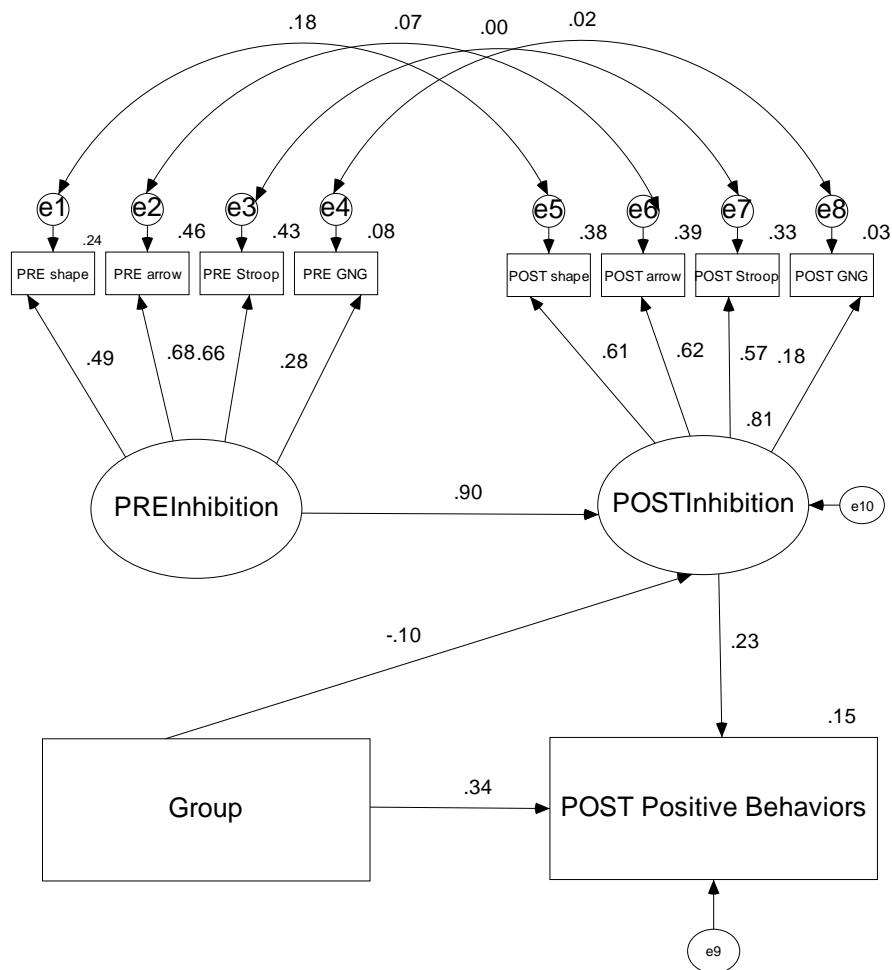 .18 .07 .00 .02
e1 e2 e3 e4 e5 e6 e7 e8
.24 .46 .43 .08 .38 .39 .33 .03
PRE shape PRE arrow PRE Stroop PRE GNG POST shape POST arrow POST Stroop POST GNG
.49 .68 .66 .28 .61 .62 .57 .18
.81
PREInhibition .90 POSTInhibition e10
-.10 .23
.15
Group .34 POST Positive Behaviors
e9